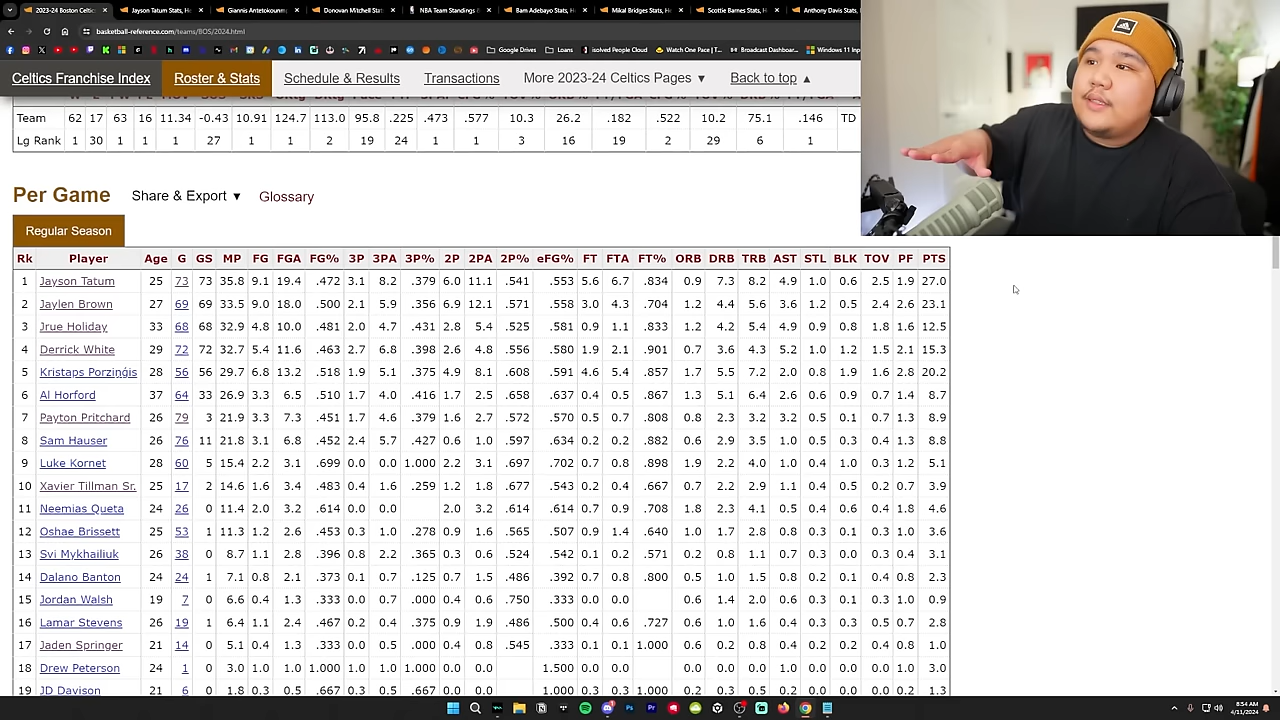 2023-24 Boston Celtics Jayson Tatum Stats, H Giannis Antetokounm Donovan Mitchell Stat NBA Team Standings & Bam Adebayo Stats, H Mikal Bridges Stats, H Scottie Barnes Stats, H Anthony Davis Stats, H
basketball-reference.com/teams/BOS/2024.html
Google Drives Loans isolved People Cloud Watch One Pace | T... Broadcast Dashboar... Windows 11 Inp
Celtics Franchise Index Roster & Stats Schedule & Results Transactions More 2023-24 Celtics Pages ▼ Back to top ▲
Team 62 17 63 16 11.34 -0.43 10.91 124.7 113.0 95.8 .225 .473 .577 10.3 26.2 .182 .522 10.2 75.1 .146 TD
Lg Rank 1 30 1 1 1 27 1 1 2 19 24 1 1 3 16 19 2 29 6 1
Per Game Share & Export ▼ Glossary
Regular Season
Rk Player Age G GS MP FG FGA FG% 3P 3PA 3P% 2P 2PA 2P% eFG% FT FTA FT% ORB DRB TRB AST STL BLK TOV PF PTS
1 Jayson Tatum 25 73 73 35.8 9.1 19.4 .472 3.1 8.2 .379 6.0 11.1 .541 .553 5.6 6.7 .834 0.9 7.3 8.2 4.9 1.0 0.6 2.5 1.9 27.0
2 Jaylen Brown 27 69 69 33.5 9.0 18.0 .500 2.1 5.9 .356 6.9 12.1 .571 .558 3.0 4.3 .704 1.2 4.4 5.6 3.6 1.2 0.5 2.4 2.6 23.1
3 Jrue Holiday 33 68 68 32.9 4.8 10.0 .481 2.0 4.7 .431 2.8 5.4 .525 .581 0.9 1.1 .833 1.2 4.2 5.4 4.9 0.9 0.8 1.8 1.6 12.5
4 Derrick White 29 72 72 32.7 5.4 11.6 .463 2.7 6.8 .398 2.6 4.8 .556 .580 1.9 2.1 .901 0.7 3.6 4.3 5.2 1.0 1.2 1.5 2.1 15.3
5 Kristaps Porziņģis 28 56 56 29.7 6.8 13.2 .518 1.9 5.1 .375 4.9 8.1 .608 .591 4.6 5.4 .857 1.7 5.5 7.2 2.0 0.8 1.9 1.6 2.8 20.2
6 Al Horford 37 64 33 26.9 3.3 6.5 .510 1.7 4.0 .416 1.7 2.5 .658 .637 0.4 0.5 .867 1.3 5.1 6.4 2.6 0.6 0.9 0.7 1.4 8.7
7 Payton Pritchard 26 79 3 21.9 3.3 7.3 .451 1.7 4.6 .379 1.6 2.7 .572 .570 0.5 0.7 .808 0.8 2.3 3.2 3.2 0.5 0.1 0.7 1.3 8.9
8 Sam Hauser 26 76 11 21.8 3.1 6.8 .452 2.4 5.7 .427 0.6 1.0 .597 .634 0.2 0.2 .882 0.6 2.9 3.5 1.0 0.5 0.3 0.4 1.3 8.8
9 Luke Kornet 28 60 5 15.4 2.2 3.1 .699 0.0 0.0 1.000 2.2 3.1 .697 .702 0.7 0.8 .898 1.9 2.2 4.0 1.0 0.4 1.0 0.3 1.2 5.1
10 Xavier Tillman Sr. 25 17 2 14.6 1.6 3.4 .483 0.4 1.6 .259 1.2 1.8 .677 .543 0.2 0.4 .667 0.7 2.2 2.9 1.1 0.4 0.5 0.2 0.7 3.9
11 Neemias Queta 24 26 0 11.4 2.0 3.2 .614 0.0 0.0 2.0 3.2 .614 .614 0.7 0.9 .708 1.8 2.3 4.1 0.5 0.4 0.6 0.4 1.8 4.6
12 Oshae Brissett 25 53 1 11.3 1.2 2.6 .453 0.3 1.0 .278 0.9 1.6 .565 .507 0.9 1.4 .640 1.0 1.7 2.8 0.8 0.3 0.1 0.3 1.0 3.6
13 Svi Mykhailiuk 26 38 0 8.7 1.1 2.8 .396 0.8 2.2 .365 0.3 0.6 .524 .542 0.1 0.2 .571 0.2 0.8 1.1 0.7 0.3 0.0 0.3 0.4 3.1
14 Dalano Banton 24 24 1 7.1 0.8 2.1 .373 0.1 0.7 .125 0.7 1.5 .486 .392 0.7 0.8 .800 0.5 1.0 1.5 0.8 0.2 0.1 0.4 0.8 2.3
15 Jordan Walsh 19 7 0 6.6 0.4 1.3 .333 0.0 0.7 .000 0.4 0.6 .750 .333 0.0 0.0 0.6 1.4 2.0 0.6 0.3 0.1 0.3 1.0 0.9
16 Lamar Stevens 26 19 1 6.4 1.1 2.4 .467 0.2 0.4 .375 0.9 1.9 .486 .500 0.4 0.6 .727 0.6 1.0 1.6 0.4 0.3 0.3 0.5 0.7 2.8
17 Jaden Springer 21 14 0 5.1 0.4 1.3 .333 0.0 0.5 .000 0.4 0.8 .545 .333 0.1 0.1 1.000 0.6 0.2 0.8 0.4 0.2 0.2 0.4 0.8 1.0
18 Drew Peterson 24 1 0 3.0 1.0 1.0 1.000 1.0 1.0 1.000 0.0 0.0 1.500 0.0 0.0 0.0 0.0 0.0 1.0 0.0 0.0 0.0 1.0 3.0
19 JD Davison 21 6 0 1.8 0.3 0.5 .667 0.3 0.5 .667 0.0 0.0 1.000 0.3 0.3 1.000 0.2 0.3 0.5 0.2 0.0 0.0 0.0 0.2 1.3
8:54 AM
4/11/2024